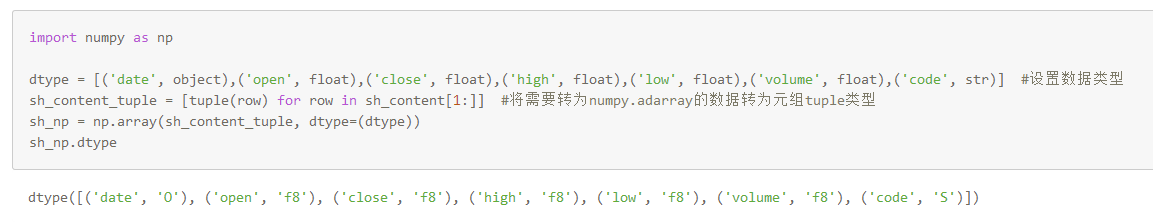 import numpy as np
dtype = [('date', object),('open', float),('close', float),('high', float),('low', float),('volume', float),('code', str)]  #设置数据类型
sh_content_tuple = [tuple(row) for row in sh_content[1:]]  #将需要转为numpy.adarray的数据转为元组tuple类型
sh_np = np.array(sh_content_tuple, dtype=(dtype))
sh_np.dtype
dtype([('date', 'O'), ('open', 'f8'), ('close', 'f8'), ('high', 'f8'), ('low', 'f8'), ('volume', 'f8'), ('code', 'S')])